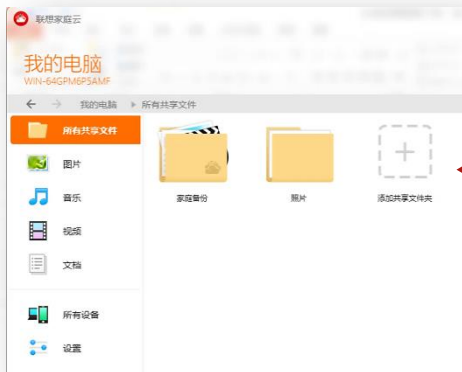 联想家庭云
我的电脑
WIN-64GPM6P5AMF
我的电脑 ▶ 所有共享文件
所有共享文件
图片
音乐
视频
文档
所有设备
设置
家庭备份
照片
添加共享文件夹